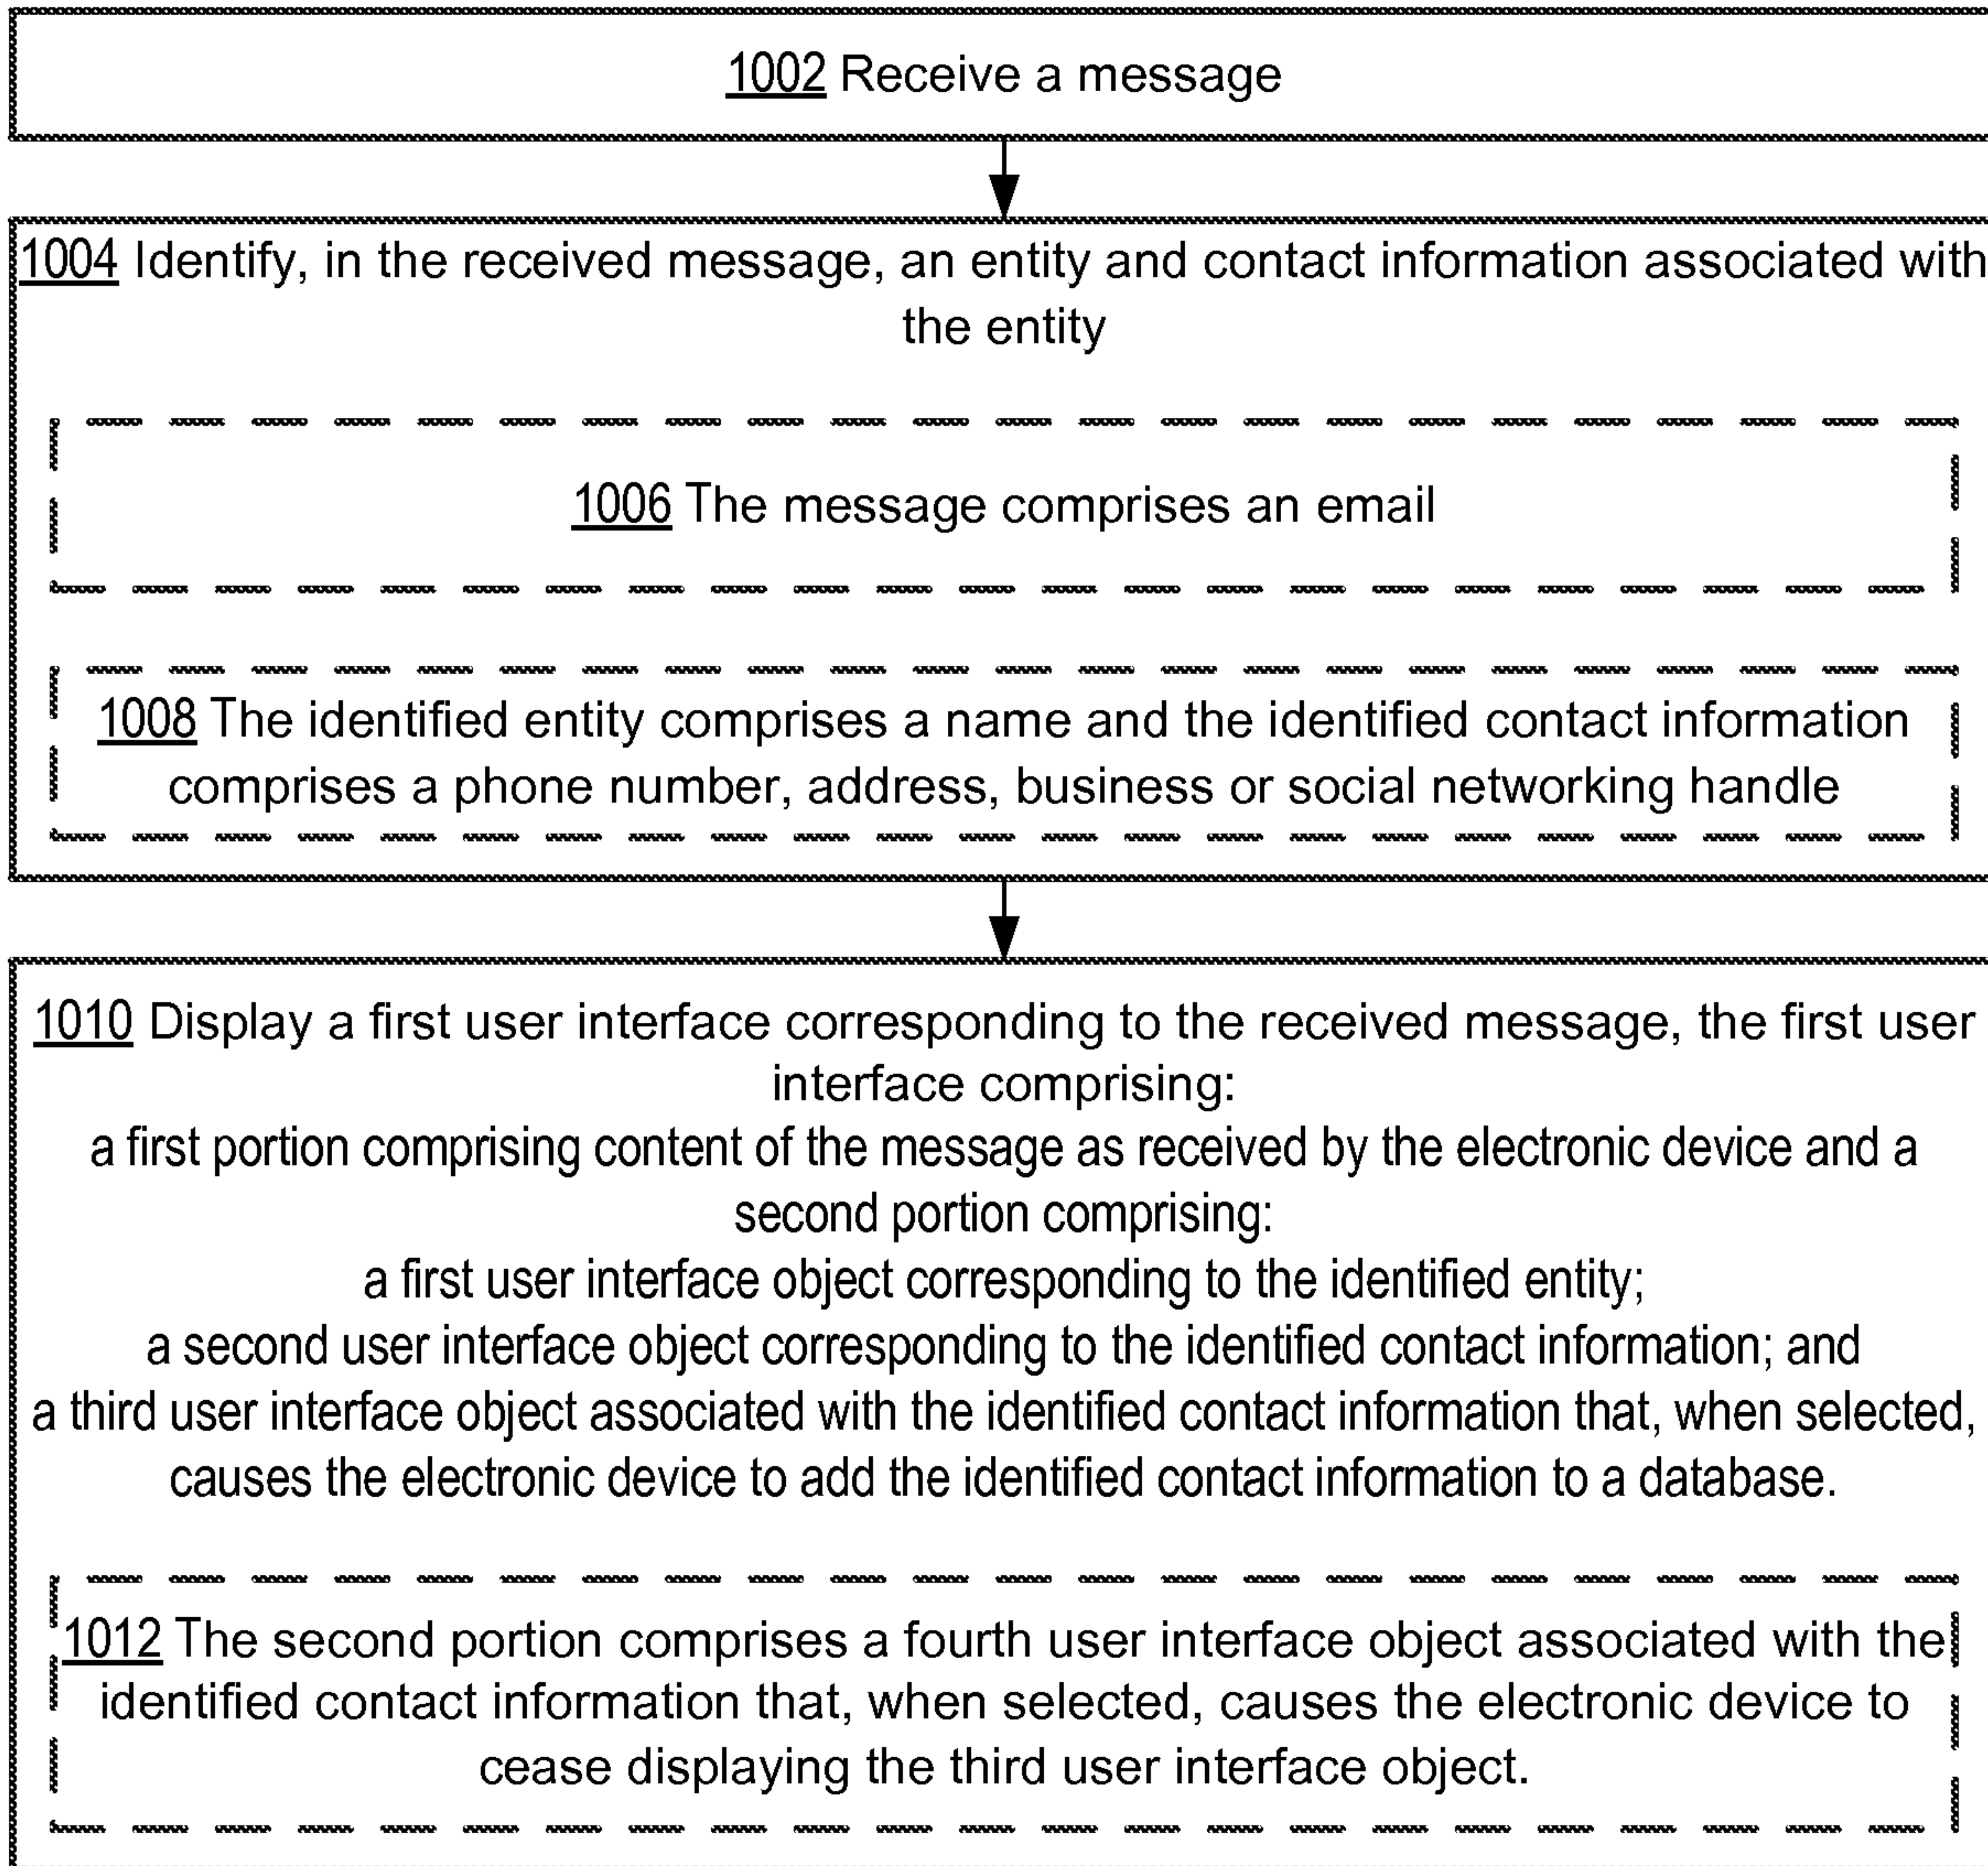 1002 Receive a message
1004 Identify, in the received message, an entity and contact information associated with
the entity
1006 The message comprises an email
1008 The identified entity comprises a name and the identified contact information
comprises a phone number, address, business or social networking handle
1010 Display a first user interface corresponding to the received message, the first user
interface comprising:
a first portion comprising content of the message as received by the electronic device and a
second portion comprising:
a first user interface object corresponding to the identified entity;
a second user interface object corresponding to the identified contact information; and
a third user interface object associated with the identified contact information that, when selected,
causes the electronic device to add the identified contact information to a database.
1012 The second portion comprises a fourth user interface object associated with the
identified contact information that, when selected, causes the electronic device to
cease displaying the third user interface object.